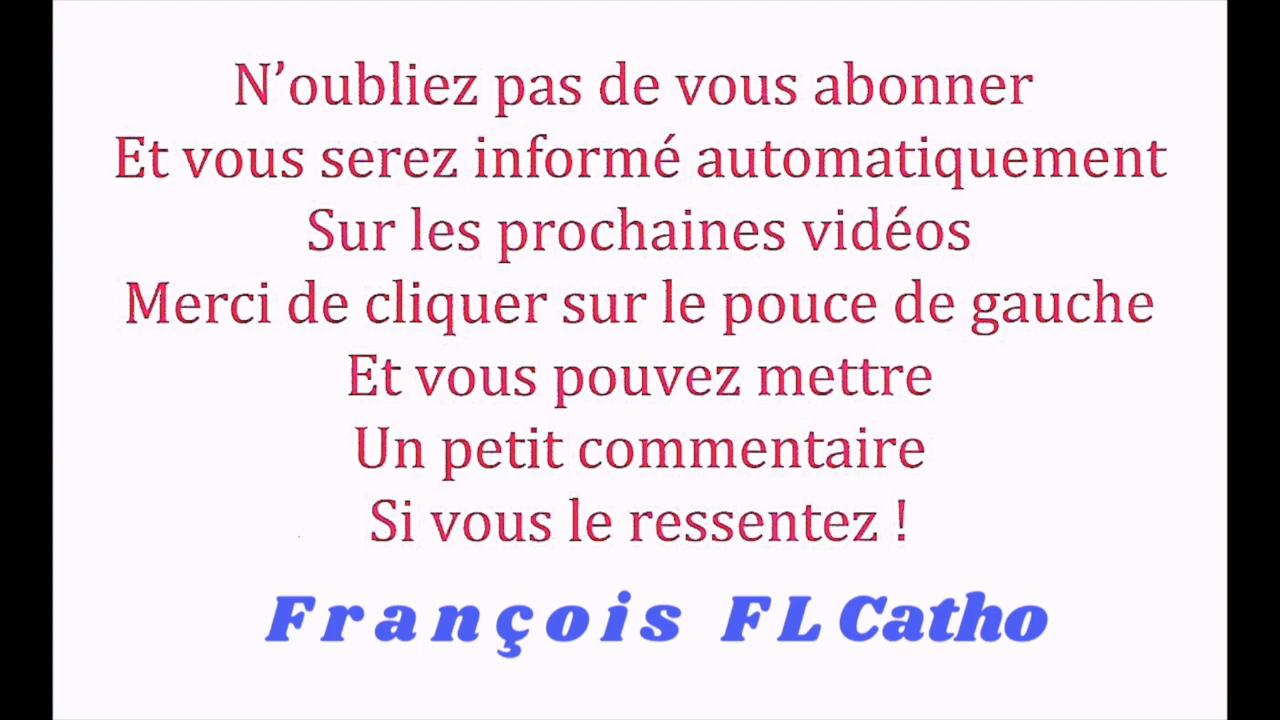 N’oubliez pas de vous abonner
Et vous serez informé automatiquement
Sur les prochaines vidéos
Merci de cliquer sur le pouce de gauche
Et vous pouvez mettre
Un petit commentaire
Si vous le ressentez !
François FLCatho